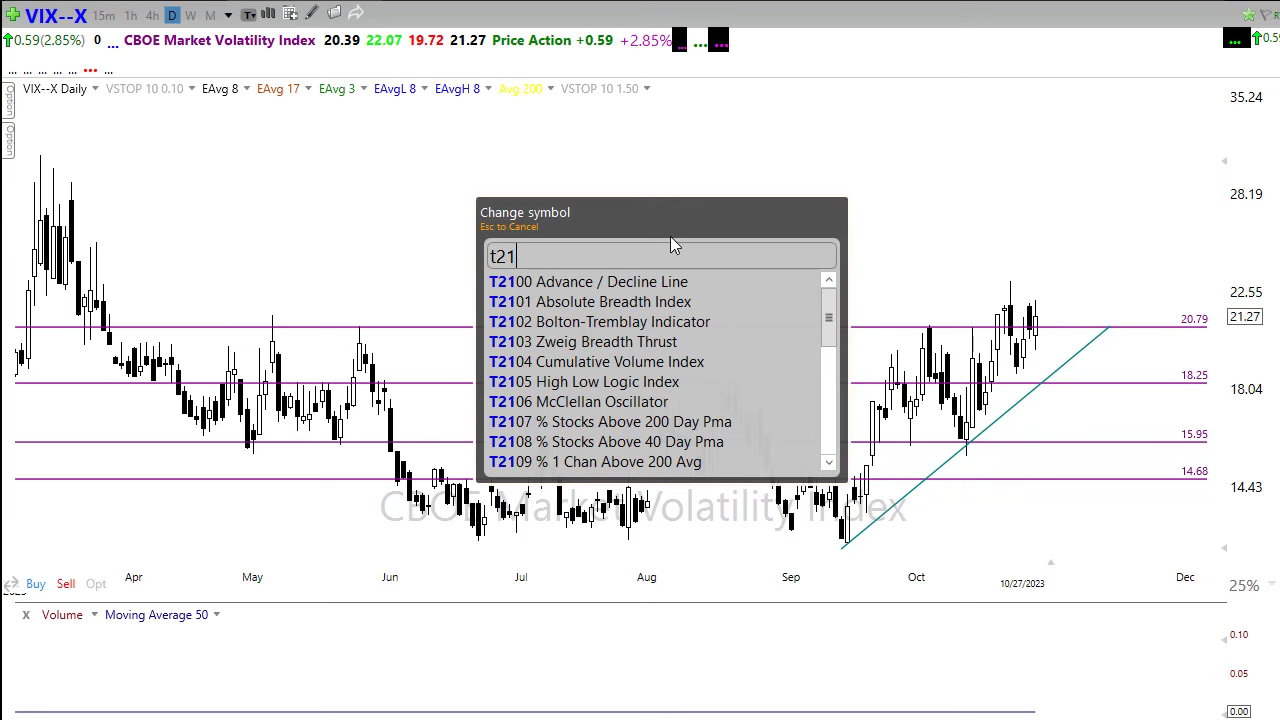 VIX--X 15m 1h 4h D W M T
0.59(2.85%) 0 ... CBOE Market Volatility Index 20.39 22.07 19.72 21.27 Price Action +0.59 +2.85% ... ... ... ... 0.59
... ... ... ... ... ... ...
VIX--X Daily VSTOP 10 0.10 EAvg 8 EAvg 17 EAvg 3 EAvgL 8 EAvgH 8 Avg 200 VSTOP 10 1.50
Option
Option
35.24
28.19
22.55
21.27
18.04
14.43
20.79
18.25
15.95
14.68
Change symbol
Esc to Cancel
t21
T2100 Advance / Decline Line
T2101 Absolute Breadth Index
T2102 Bolton-Tremblay Indicator
T2103 Zweig Breadth Thrust
T2104 Cumulative Volume Index
T2105 High Low Logic Index
T2106 McClellan Oscillator
T2107 % Stocks Above 200 Day Pma
T2108 % Stocks Above 40 Day Pma
T2109 % 1 Chan Above 200 Avg
CBOE Market Volatility Index
Apr May Jun Jul Aug Sep Oct 10/27/2023 Dec
Buy Sell Opt 25%
X Volume Moving Average 50
0.10
0.05
0.00